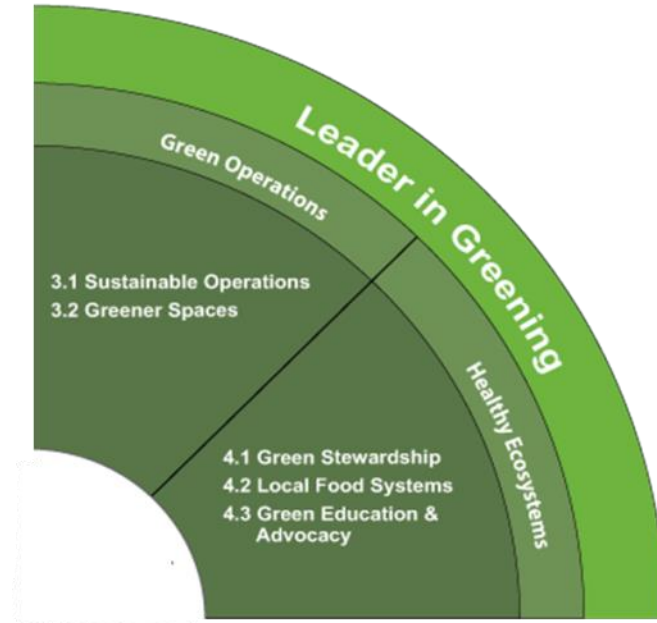 Leader in Greening
Green Operations
3.1 Sustainable Operations
3.2 Greener Spaces
Healthy Ecosystems
4.1 Green Stewardship
4.2 Local Food Systems
4.3 Green Education &
Advocacy